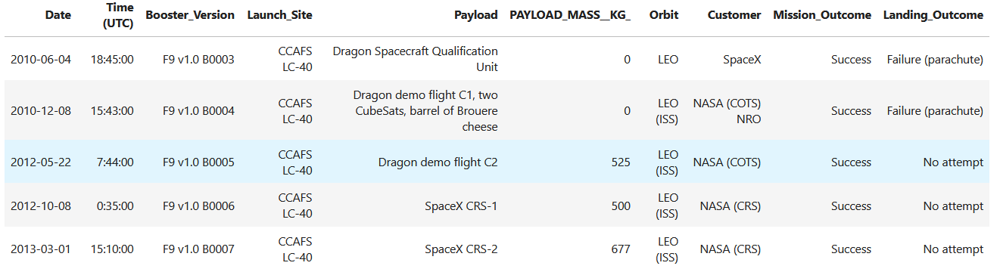 Date Time (UTC) Booster_Version Launch_Site Payload PAYLOAD_MASS__KG_ Orbit Customer Mission_Outcome Landing_Outcome
2010-06-04 18:45:00 F9 v1.0 B0003 CCAFS LC-40 Dragon Spacecraft Qualification Unit 0 LEO SpaceX Success Failure (parachute)
2010-12-08 15:43:00 F9 v1.0 B0004 CCAFS LC-40 Dragon demo flight C1, two CubeSats, barrel of Brouere cheese 0 LEO (ISS) NASA (COTS) NRO Success Failure (parachute)
2012-05-22 7:44:00 F9 v1.0 B0005 CCAFS LC-40 Dragon demo flight C2 525 LEO (ISS) NASA (COTS) Success No attempt
2012-10-08 0:35:00 F9 v1.0 B0006 CCAFS LC-40 SpaceX CRS-1 500 LEO (ISS) NASA (CRS) Success No attempt
2013-03-01 15:10:00 F9 v1.0 B0007 CCAFS LC-40 SpaceX CRS-2 677 LEO (ISS) NASA (CRS) Success No attempt